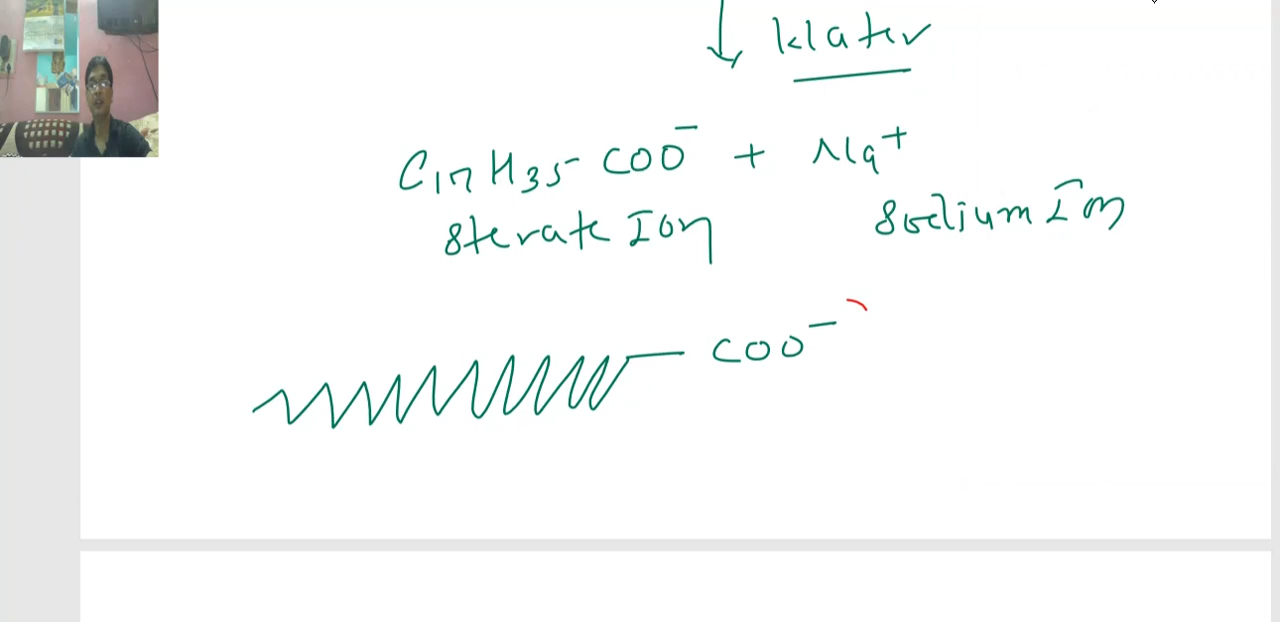 ↓ Water
C17H35-COO⁻ + Na⁺
Sterate Ion Sodium Ion
COO⁻